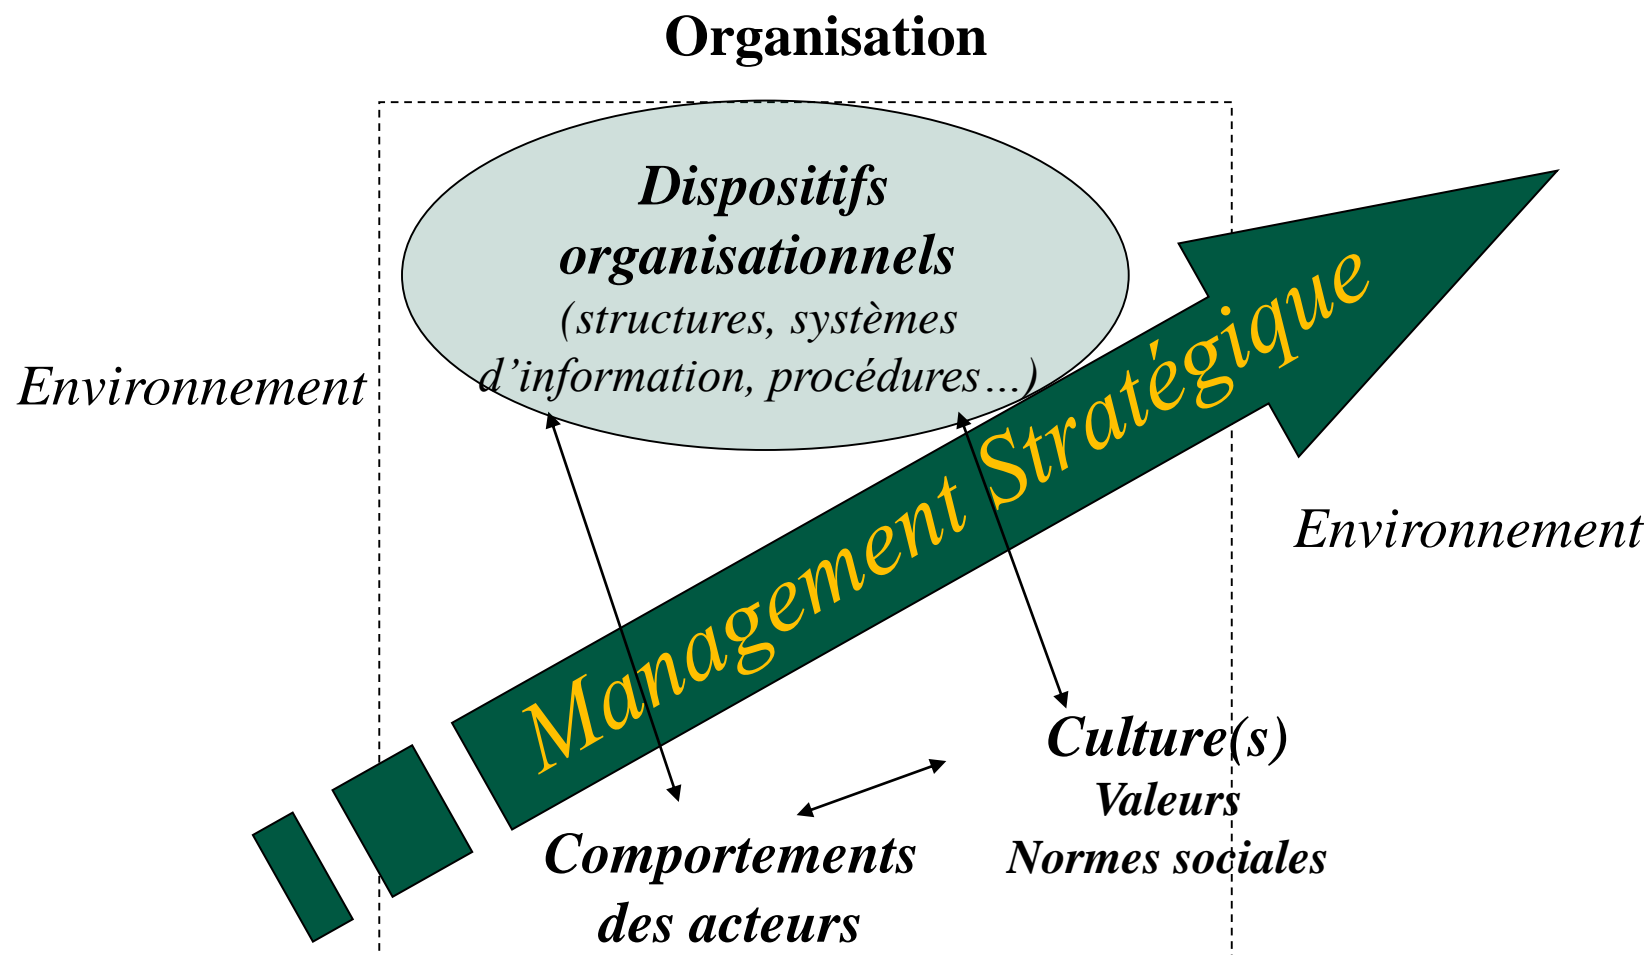 Organisation
Dispositifs
organisationnels
(structures, systèmes
d’information, procédures…)
Environnement
Management Stratégique
Environnement
Culture(s)
Valeurs
Normes sociales
Comportements
des acteurs